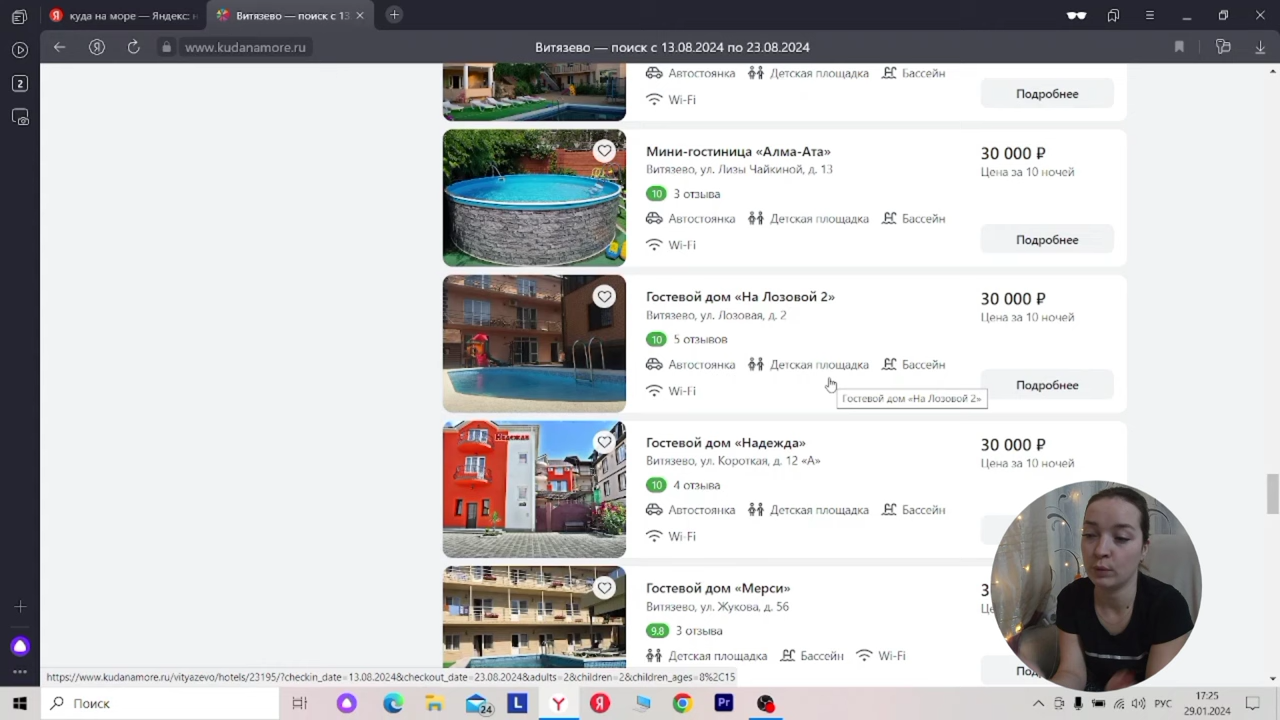 куда на море — Яндекс: н
Витязево — поиск с 13
www.kudanamore.ru
Витязево — поиск с 13.08.2024 по 23.08.2024
2
Автостоянка Детская площадка Бассейн
Wi-Fi
Подробнее
Мини-гостиница «Алма-Ата»
30 000 ₽
Витязево, ул. Лизы Чайкиной, д. 13
Цена за 10 ночей
10 3 отзыва
Автостоянка Детская площадка Бассейн
Wi-Fi
Подробнее
Гостевой дом «На Лозовой 2»
30 000 ₽
Витязево, ул. Лозовая, д. 2
Цена за 10 ночей
10 5 отзывов
Автостоянка Детская площадка Бассейн
Wi-Fi
Подробнее
Гостевой дом «На Лозовой 2»
Надежда
Гостевой дом «Надежда»
30 000 ₽
Витязево, ул. Короткая, д. 12 «А»
Цена за 10 ночей
10 4 отзыва
Автостоянка Детская площадка Бассейн
Wi-Fi
Гостевой дом «Мерси»
Витязево, ул. Жукова, д. 56
9.8 3 отзыва
Детская площадка Бассейн Wi-Fi
https://www.kudanamore.ru/vityazevo/hotels/23195/?checkin_date=13.08.2024&checkout_date=23.08.2024&adults=2&children=2&children_ages=8%2C15
Поиск
24
L
Y
Я
Pr
РУС
17:25
29.01.2024